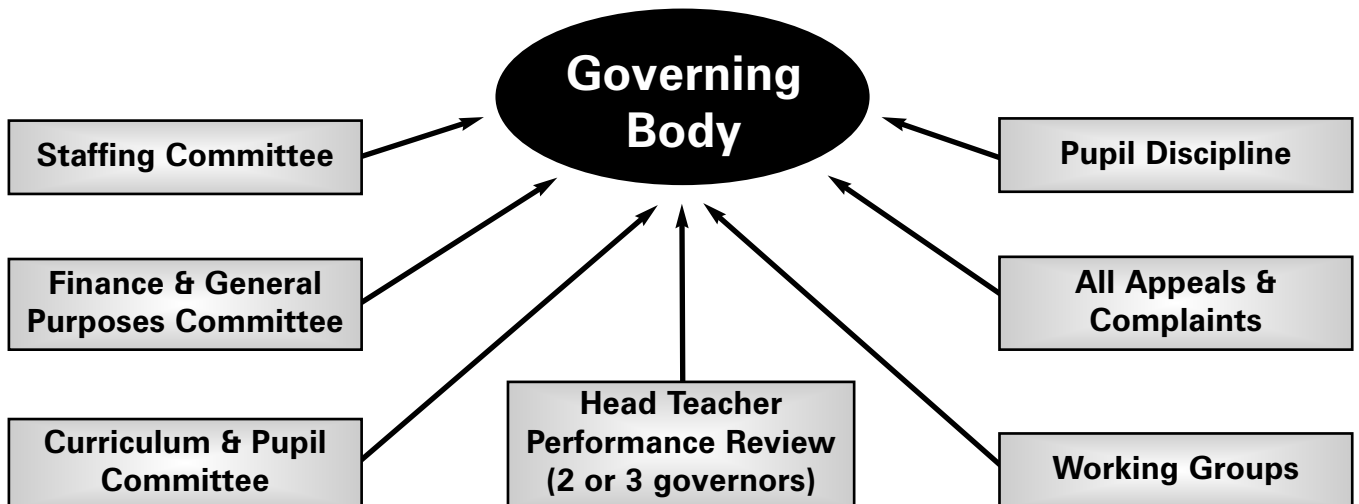 Governing
Body
Staffing Committee
Pupil Discipline
Finance & General
Purposes Committee
All Appeals &
Complaints
Curriculum & Pupil
Committee
Head Teacher
Performance Review
(2 or 3 governors)
Working Groups